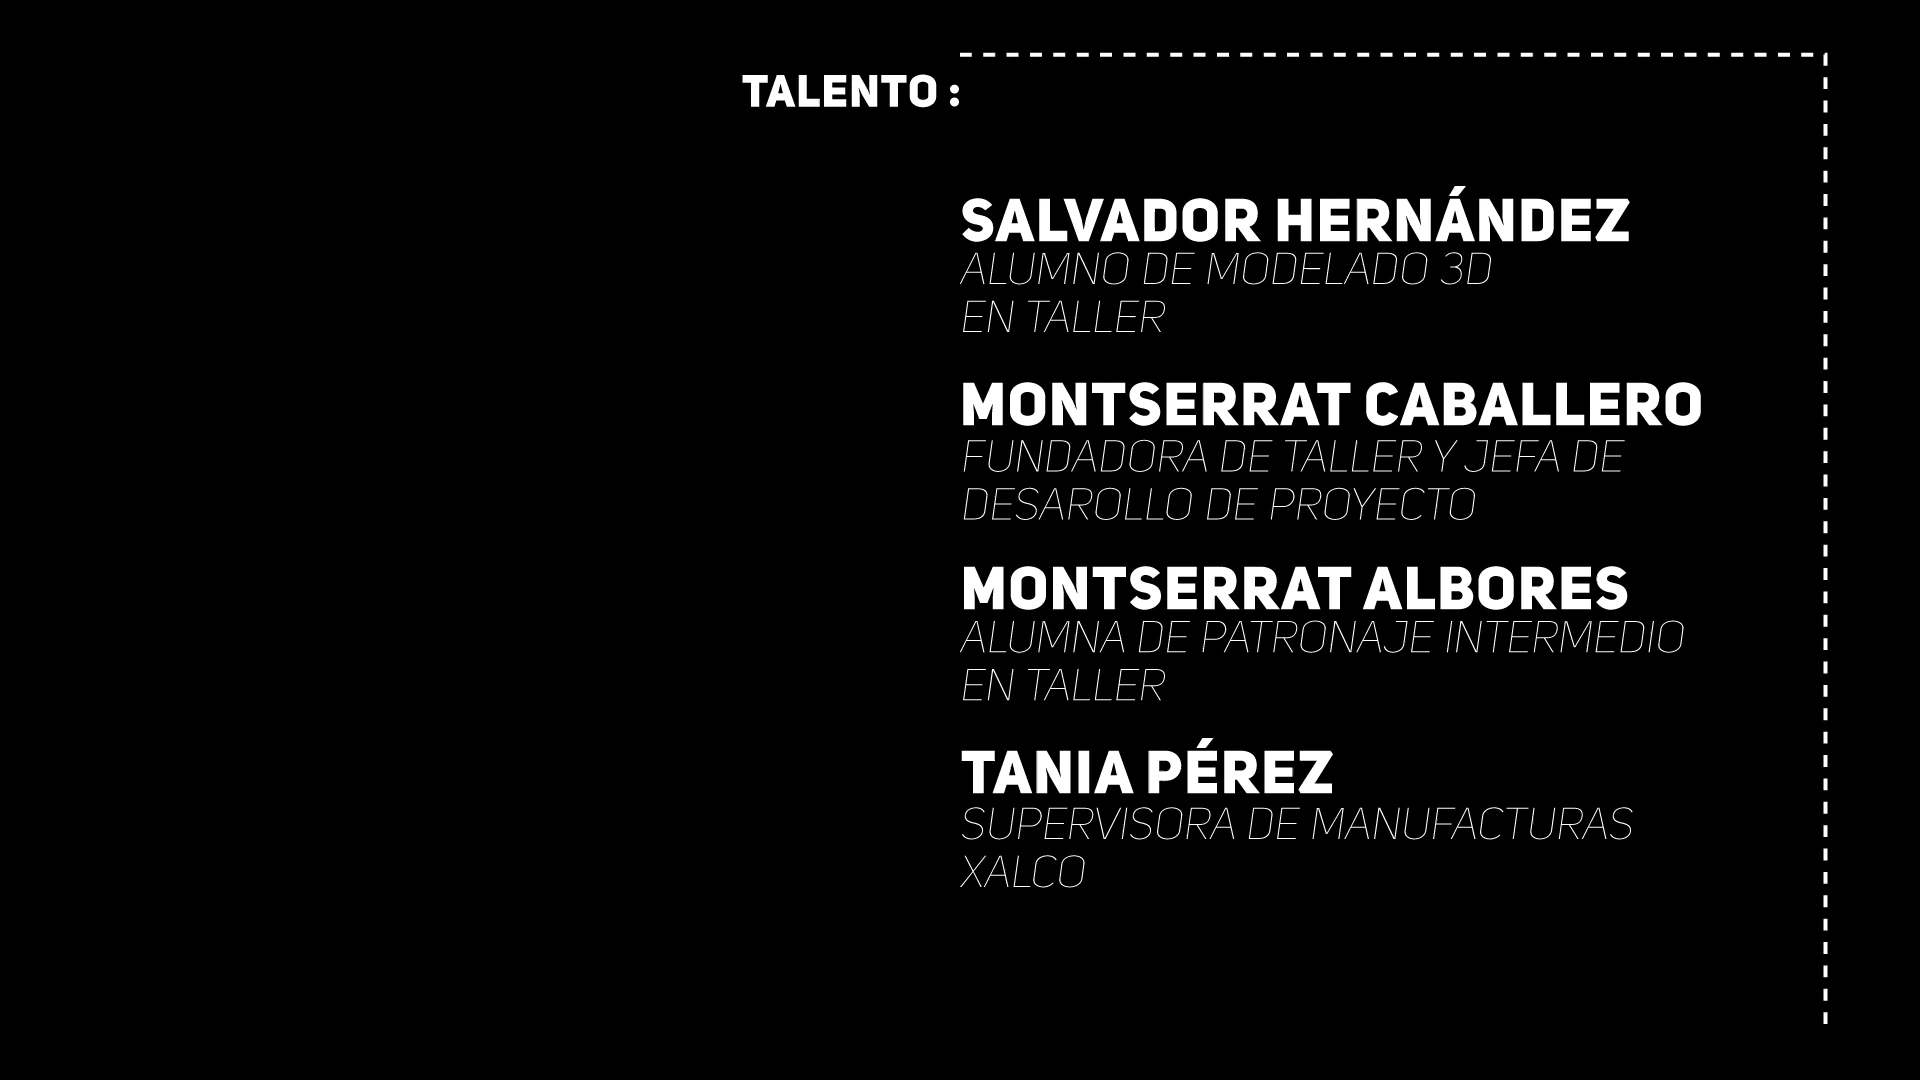 TALENTO :
SALVADOR HERNÁNDEZ
ALUMNO DE MODELADO 3D
EN TALLER
MONTSERRAT CABALLERO
FUNDADORA DE TALLER Y JEFA DE
DESAROLLO DE PROYECTO
MONTSERRAT ALBORES
ALUMNA DE PATRONAJE INTERMEDIO
EN TALLER
TANIA PÉREZ
SUPERVISORA DE MANUFACTURAS
XALCO